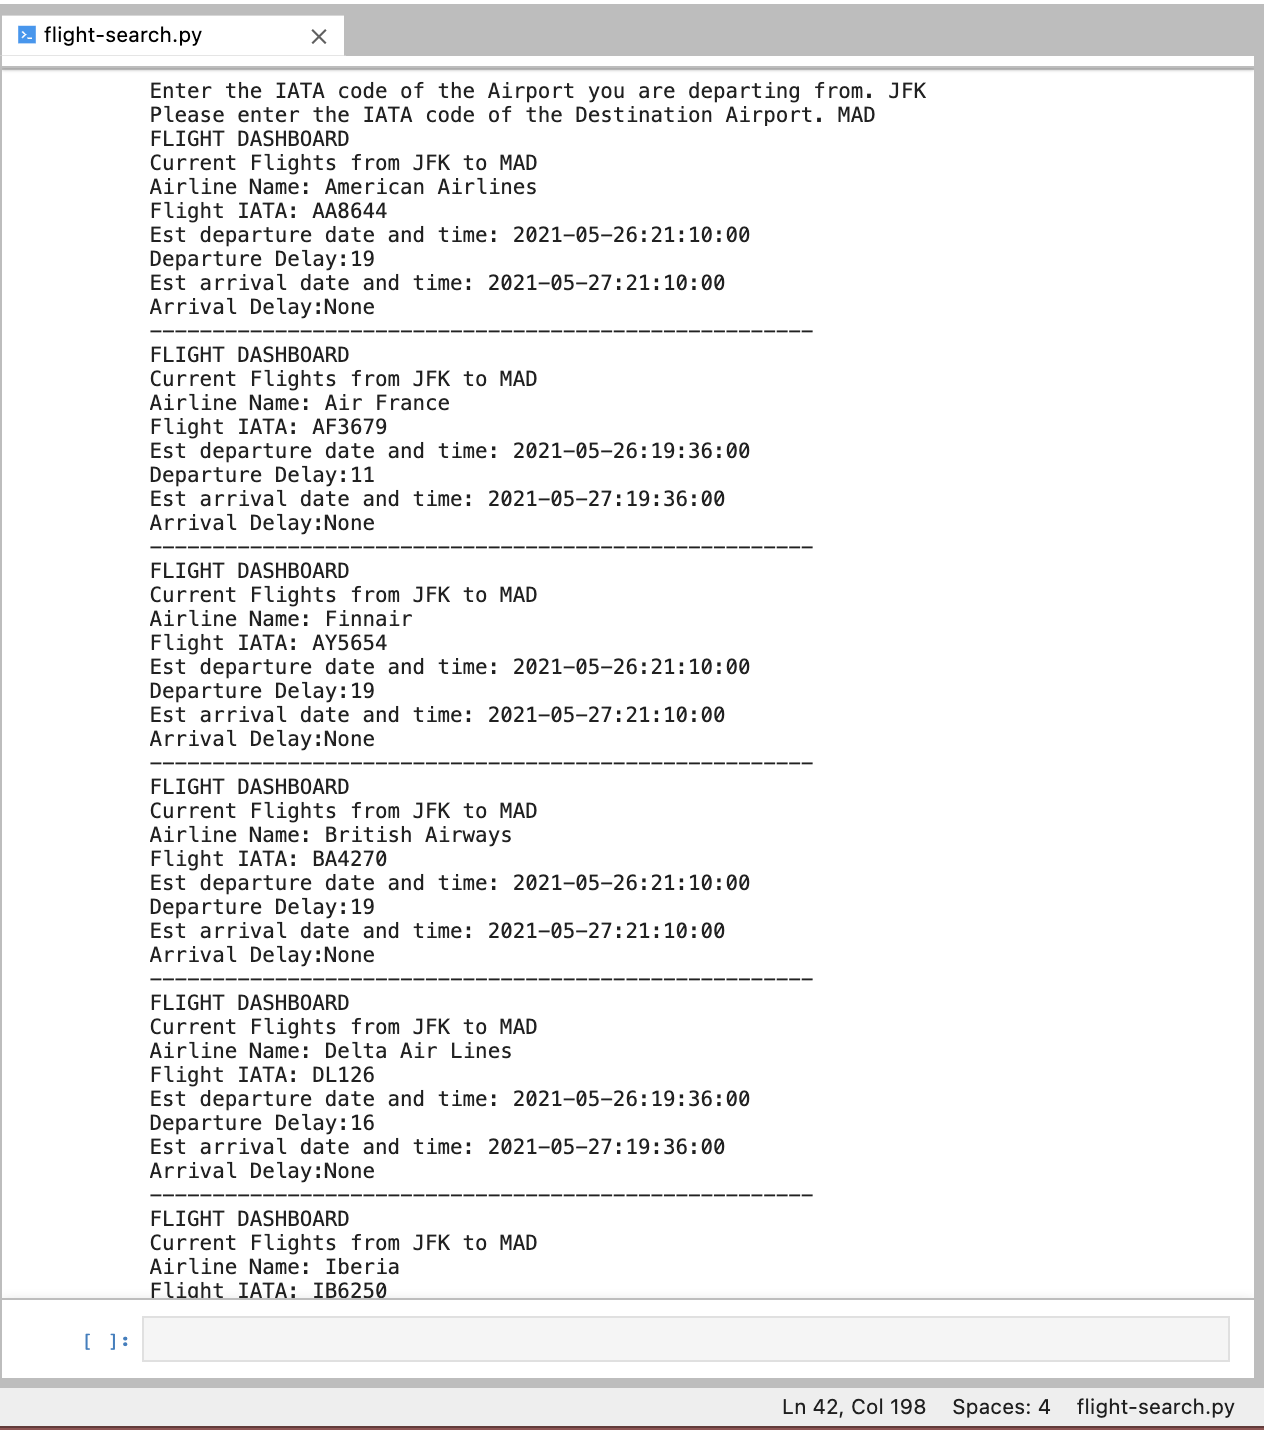 flight-search.py
Enter the IATA code of the Airport you are departing from. JFK
Please enter the IATA code of the Destination Airport. MAD
FLIGHT DASHBOARD
Current Flights from JFK to MAD
Airline Name: American Airlines
Flight IATA: AA8644
Est departure date and time: 2021-05-26:21:10:00
Departure Delay:19
Est arrival date and time: 2021-05-27:21:10:00
Arrival Delay:None
-----------------------------------------------------
FLIGHT DASHBOARD
Current Flights from JFK to MAD
Airline Name: Air France
Flight IATA: AF3679
Est departure date and time: 2021-05-26:19:36:00
Departure Delay:11
Est arrival date and time: 2021-05-27:19:36:00
Arrival Delay:None
-----------------------------------------------------
FLIGHT DASHBOARD
Current Flights from JFK to MAD
Airline Name: Finnair
Flight IATA: AY5654
Est departure date and time: 2021-05-26:21:10:00
Departure Delay:19
Est arrival date and time: 2021-05-27:21:10:00
Arrival Delay:None
-----------------------------------------------------
FLIGHT DASHBOARD
Current Flights from JFK to MAD
Airline Name: British Airways
Flight IATA: BA4270
Est departure date and time: 2021-05-26:21:10:00
Departure Delay:19
Est arrival date and time: 2021-05-27:21:10:00
Arrival Delay:None
-----------------------------------------------------
FLIGHT DASHBOARD
Current Flights from JFK to MAD
Airline Name: Delta Air Lines
Flight IATA: DL126
Est departure date and time: 2021-05-26:19:36:00
Departure Delay:16
Est arrival date and time: 2021-05-27:19:36:00
Arrival Delay:None
-----------------------------------------------------
FLIGHT DASHBOARD
Current Flights from JFK to MAD
Airline Name: Iberia
Flight IATA: IB6250
[ ]:
Ln 42, Col 198 Spaces: 4 flight-search.py